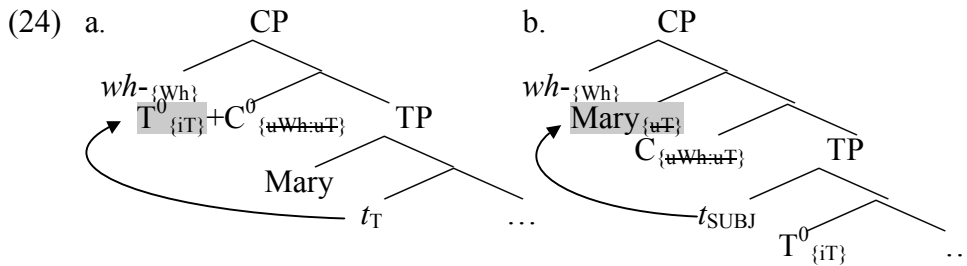 (24) a. CP b. CP
wh-{Wh} wh-{Wh}
T0{iT}+C0{uWh:uT} TP Mary{uT}
C{uWh:uT} TP
Mary
tT … tSUBJ
T0{iT} ..